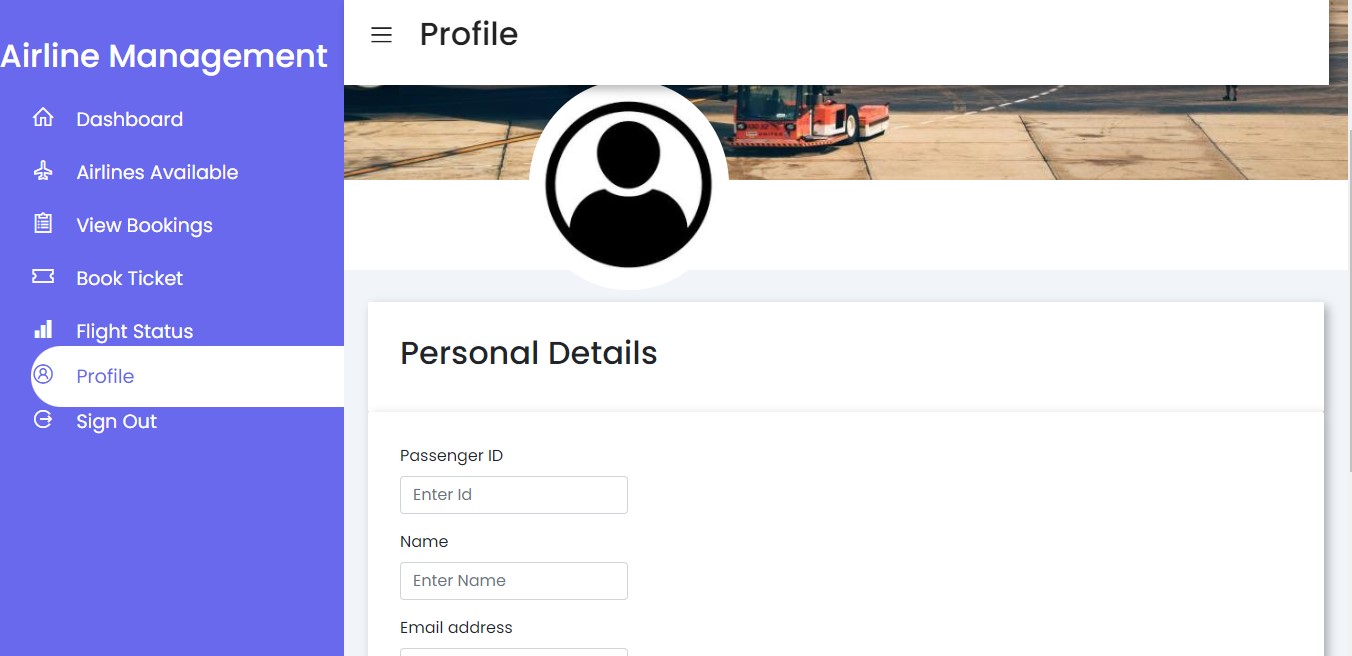 Airline Management
Dashboard
Airlines Available
View Bookings
Book Ticket
Flight Status
Profile
Sign Out
Profile
Personal Details
Passenger ID
Enter Id
Name
Enter Name
Email address